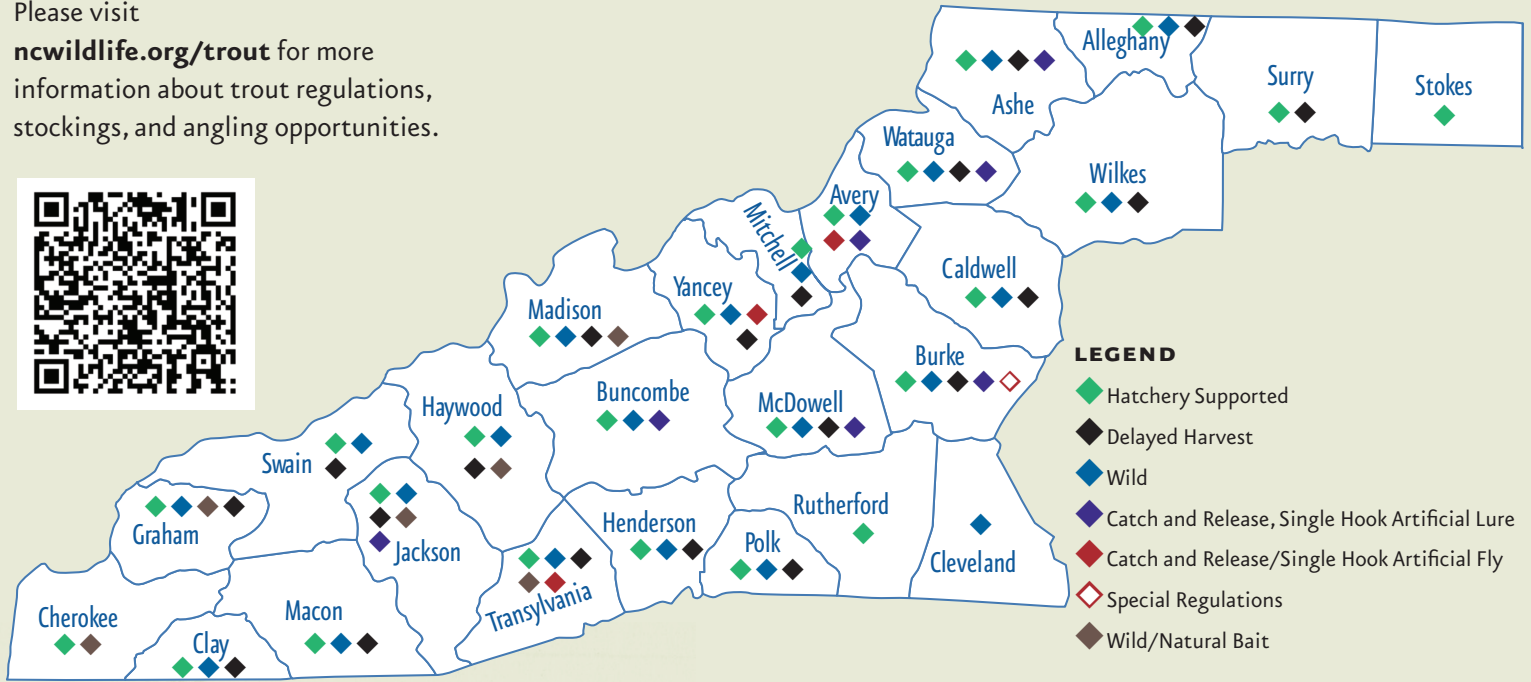 Please visit
ncwildlife.org/trout for more
information about trout regulations,
stockings, and angling opportunities.
Alleghany
Ashe
Surry
Stokes
Watauga
Wilkes
Avery
Mitchell
Caldwell
Yancey
Madison
Burke
Buncombe
McDowell
Haywood
Swain
Graham
Jackson
Henderson
Rutherford
Polk
Cleveland
Transylvania
Cherokee
Macon
Clay
LEGEND
Hatchery Supported
Delayed Harvest
Wild
Catch and Release, Single Hook Artificial Lure
Catch and Release/Single Hook Artificial Fly
Special Regulations
Wild/Natural Bait